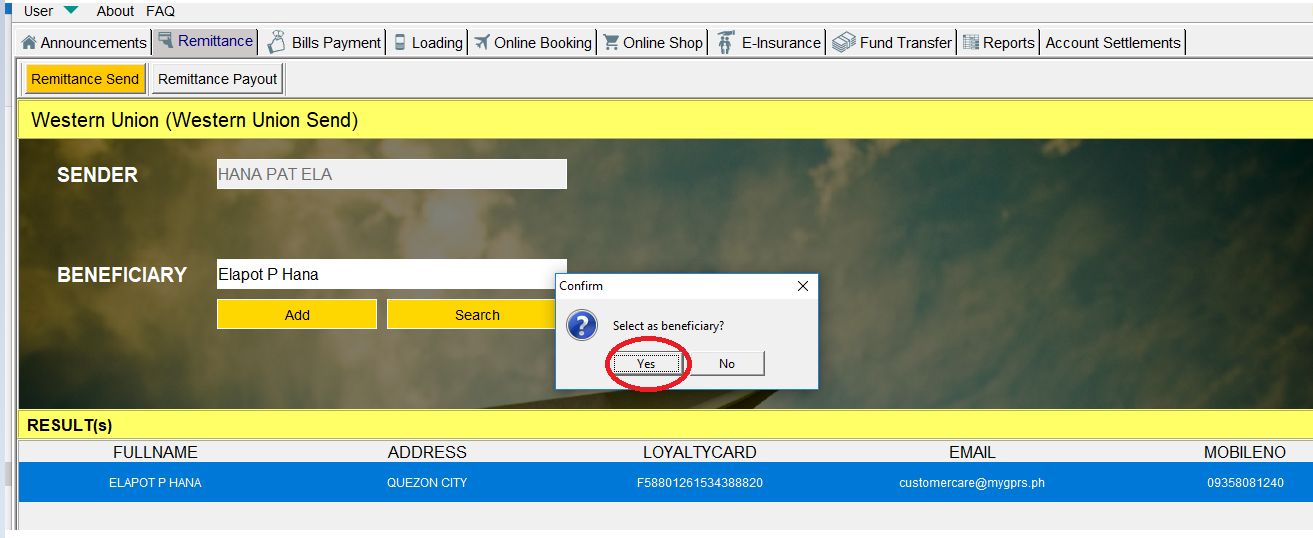 User About FAQ
Announcements Remittance Bills Payment Loading Online Booking Online Shop E-Insurance Fund Transfer Reports Account Settlements
Remittance Send Remittance Payout
Western Union (Western Union Send)
SENDER HANA PAT ELA
BENEFICIARY Elapot P Hana
Add Search
Confirm
Select as beneficiary?
Yes No
RESULT(s)
FULLNAME ADDRESS LOYALTYCARD EMAIL MOBILENO
ELAPOT P HANA QUEZON CITY F58801261534388820 customercare@mygprs.ph 09358081240